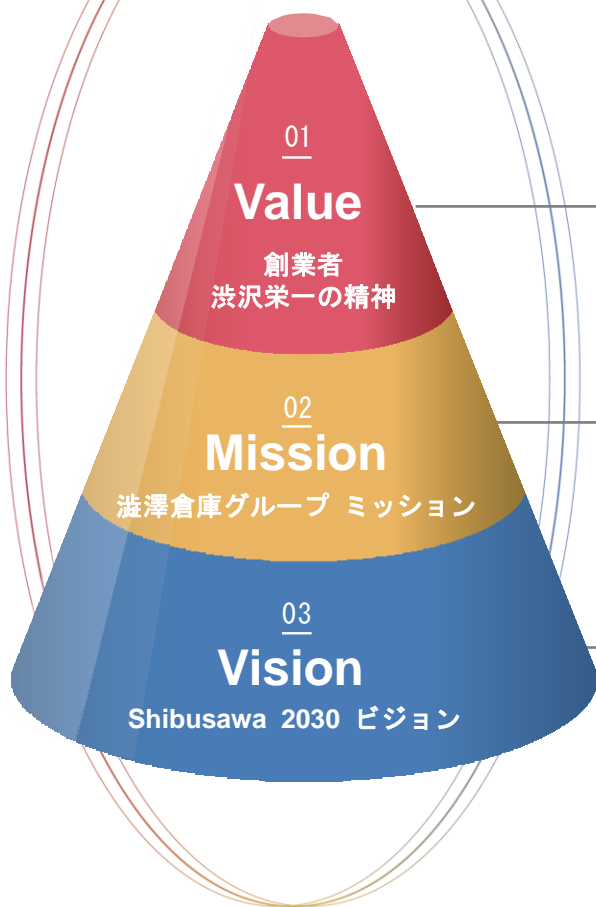 01
Value
創業者
渋沢栄一の精神
02
Mission
澁澤倉庫グループ ミッション
03
Vision
Shibusawa 2030 ビジョン